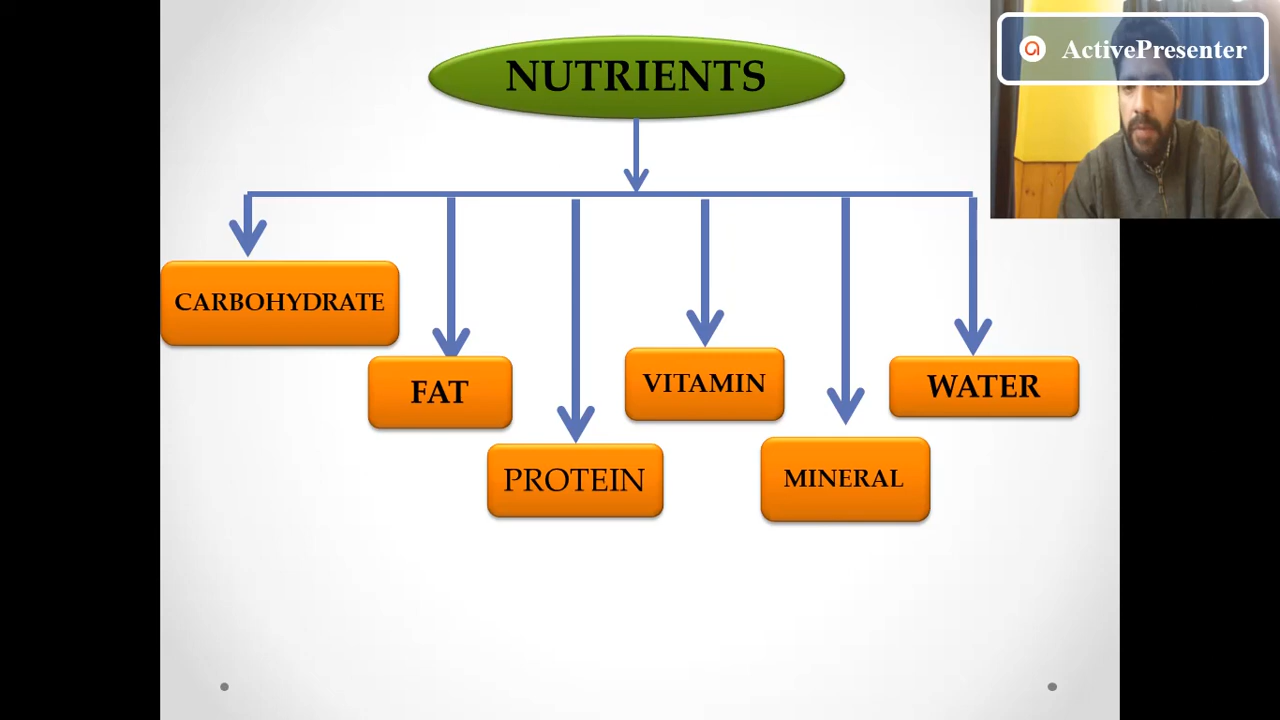 NUTRIENTS
ActivePresenter
CARBOHYDRATE
FAT
PROTEIN
VITAMIN
MINERAL
WATER